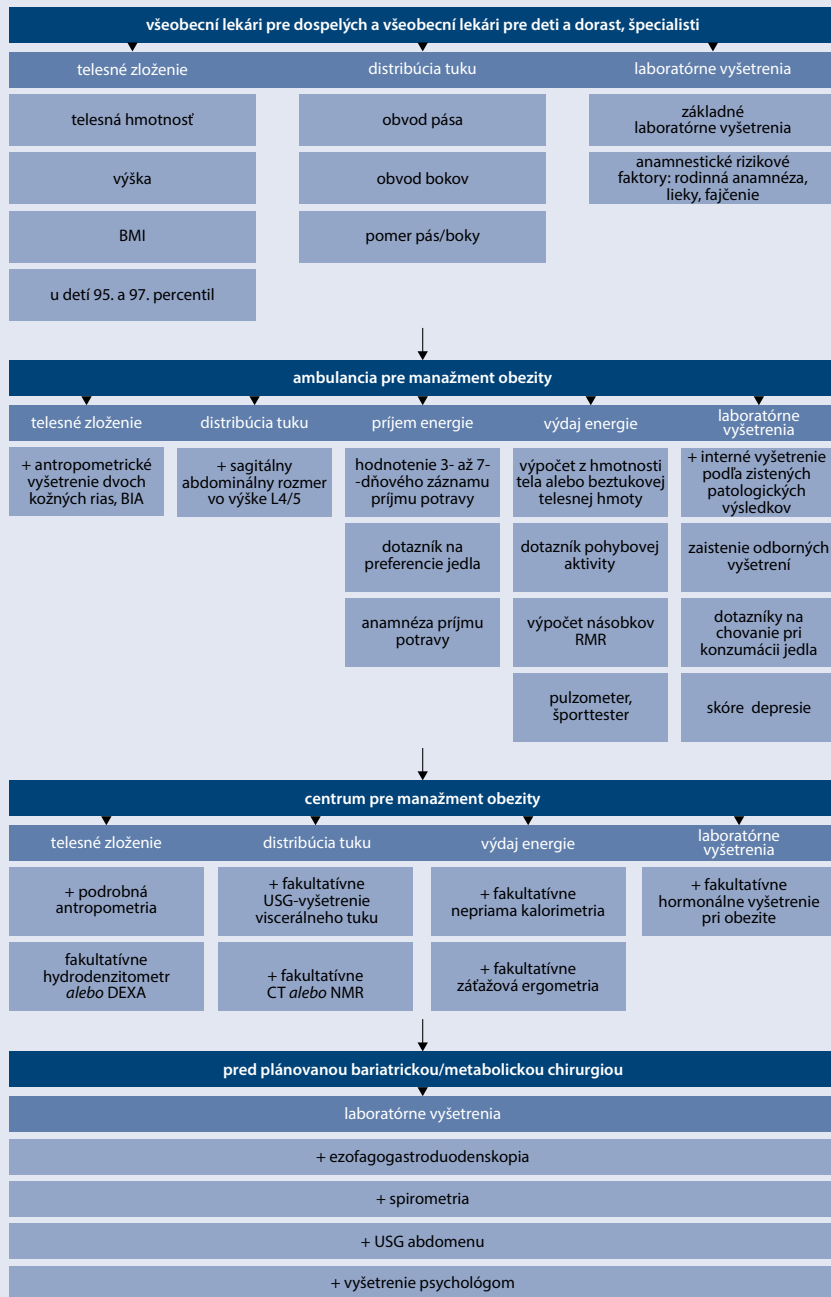 všeobecní lekári pre dospelých a všeobecní lekári pre deti a dorast, špecialisti
telesné zloženie
distribúcia tuku
laboratórne vyšetrenia
telesná hmotnosť
obvod pása
základné
laboratórne vyšetrenia
výška
obvod bokov
anamnestické rizikové
faktory: rodinná anamnéza,
lieky, fajčenie
BMI
pomer pás/boky
u detí 95. a 97. percentil
ambulancia pre manažment obezity
telesné zloženie
distribúcia tuku
príjem energie
výdaj energie
laboratórne
vyšetrenia
+ antropometrické
vyšetrenie dvoch
kožných rias, BIA
+ sagitálny
abdominálny rozmer
vo výške L4/5
hodnotenie 3- až 7-
-dňového záznamu
príjmu potravy
výpočet z hmotnosti
tela alebo beztukovej
telesnej hmoty
+ interné vyšetrenie
podľa zistených
patologických
výsledkov
dotazník na
preferencie jedla
dotazník pohybovej
aktivity
zaistenie odborných
vyšetrení
anamnéza príjmu
potravy
výpočet násobkov
RMR
dotazníky na
chovanie pri
konzumácii jedla
pulzometer,
športtester
skóre depresie
centrum pre manažment obezity
telesné zloženie
distribúcia tuku
výdaj energie
laboratórne
vyšetrenia
+ podrobná
antropometria
+ fakultatívne
USG-vyšetrenie
viscerálneho tuku
+ fakultatívne
nepriama kalorimetria
+ fakultatívne
hormonálne vyšetrenie
pri obezite
fakultatívne
hydrodenzitometr
alebo DEXA
+ fakultatívne
CT alebo NMR
+ fakultatívne
záťažová ergometria
pred plánovanou bariatrickou/metabolickou chirurgiou
laboratórne vyšetrenia
+ ezofagogastroduodenskopia
+ spirometria
+ USG abdomenu
+ vyšetrenie psychológom